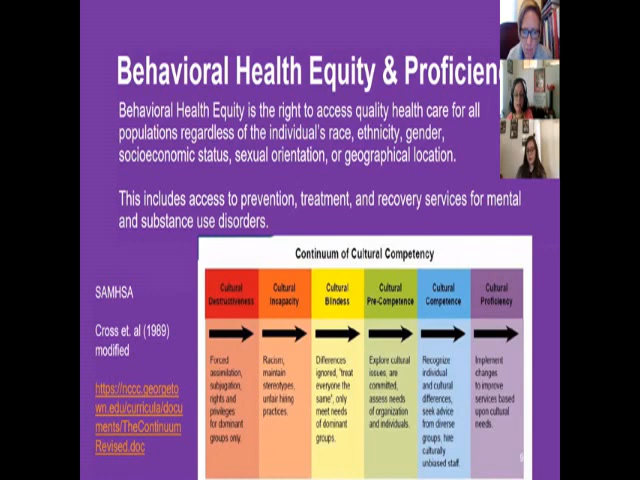 Behavioral Health Equity & Proficien
Behavioral Health Equity is the right to access quality health care for all
populations regardless of the individual's race, ethnicity, gender,
socioeconomic status, sexual orientation, or geographical location.
This includes access to prevention, treatment, and recovery services for mental
and substance use disorders.
SAMHSA
Cross et. al (1989)
modified
https://nccc.georgeto
wn.edu/curricula/docu
ments/TheContinuum
Revised.doc
Continuum of Cultural Competency
Cultural
Destructiveness
Forced
assimilation,
subjugation,
rights and
privileges
for dominant
groups only.
Cultural
Incapacity
Racism,
maintain
stereotypes,
unfair hiring
practices.
Cultural
Blindess
Differences
ignored, "treat
everyone the
same", only
meet needs
of dominant
groups.
Cultural
Pre-Competence
Explore cultural
issues, are
committed,
assess needs
of organization
and individuals.
Cultural
Competence
Recognize
individual
and cultural
differences,
seek advice
from diverse
groups, hire
culturally
unbiased staff.
Cultural
Proficiency
Implement
changes
to improve
services based
upon cultural
needs.